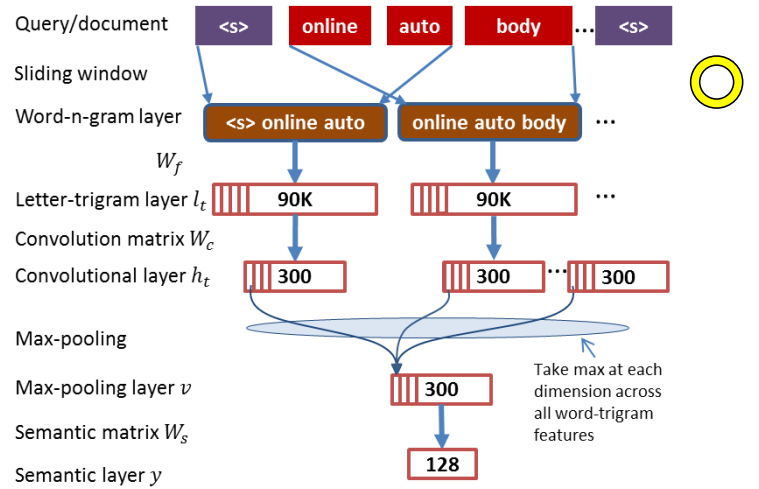 Query/document <s> online auto body ... <s>
Sliding window
Word-n-gram layer <s> online auto online auto body ...
W_f
Letter-trigram layer l_t 90K 90K ...
Convolution matrix W_c
Convolutional layer h_t 300 300 ... 300
Max-pooling
Take max at each
dimension across
all word-trigram
features
Max-pooling layer v 300
Semantic matrix W_s
Semantic layer y 128